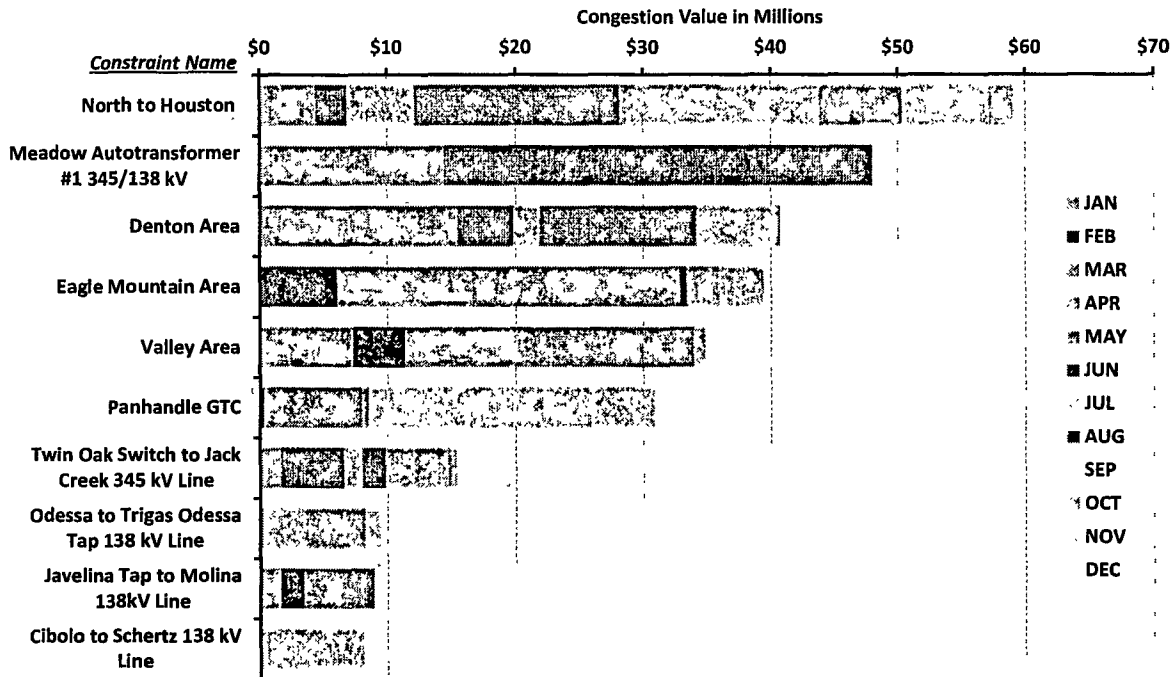 Congestion Value in Millions
$0 $10 $20 $30 $40 $50 $60 $70
Constraint Name
North to Houston
Meadow Autotransformer
#1 345/138 kV
Denton Area
Eagle Mountain Area
Valley Area
Panhandle GTC
Twin Oak Switch to Jack
Creek 345 kV Line
Odessa to Trigas Odessa
Tap 138 kV Line
Javelina Tap to Molina
138kV Line
Cibolo to Schertz 138 kV
Line
JAN
FEB
MAR
APR
MAY
JUN
JUL
AUG
SEP
OCT
NOV
DEC